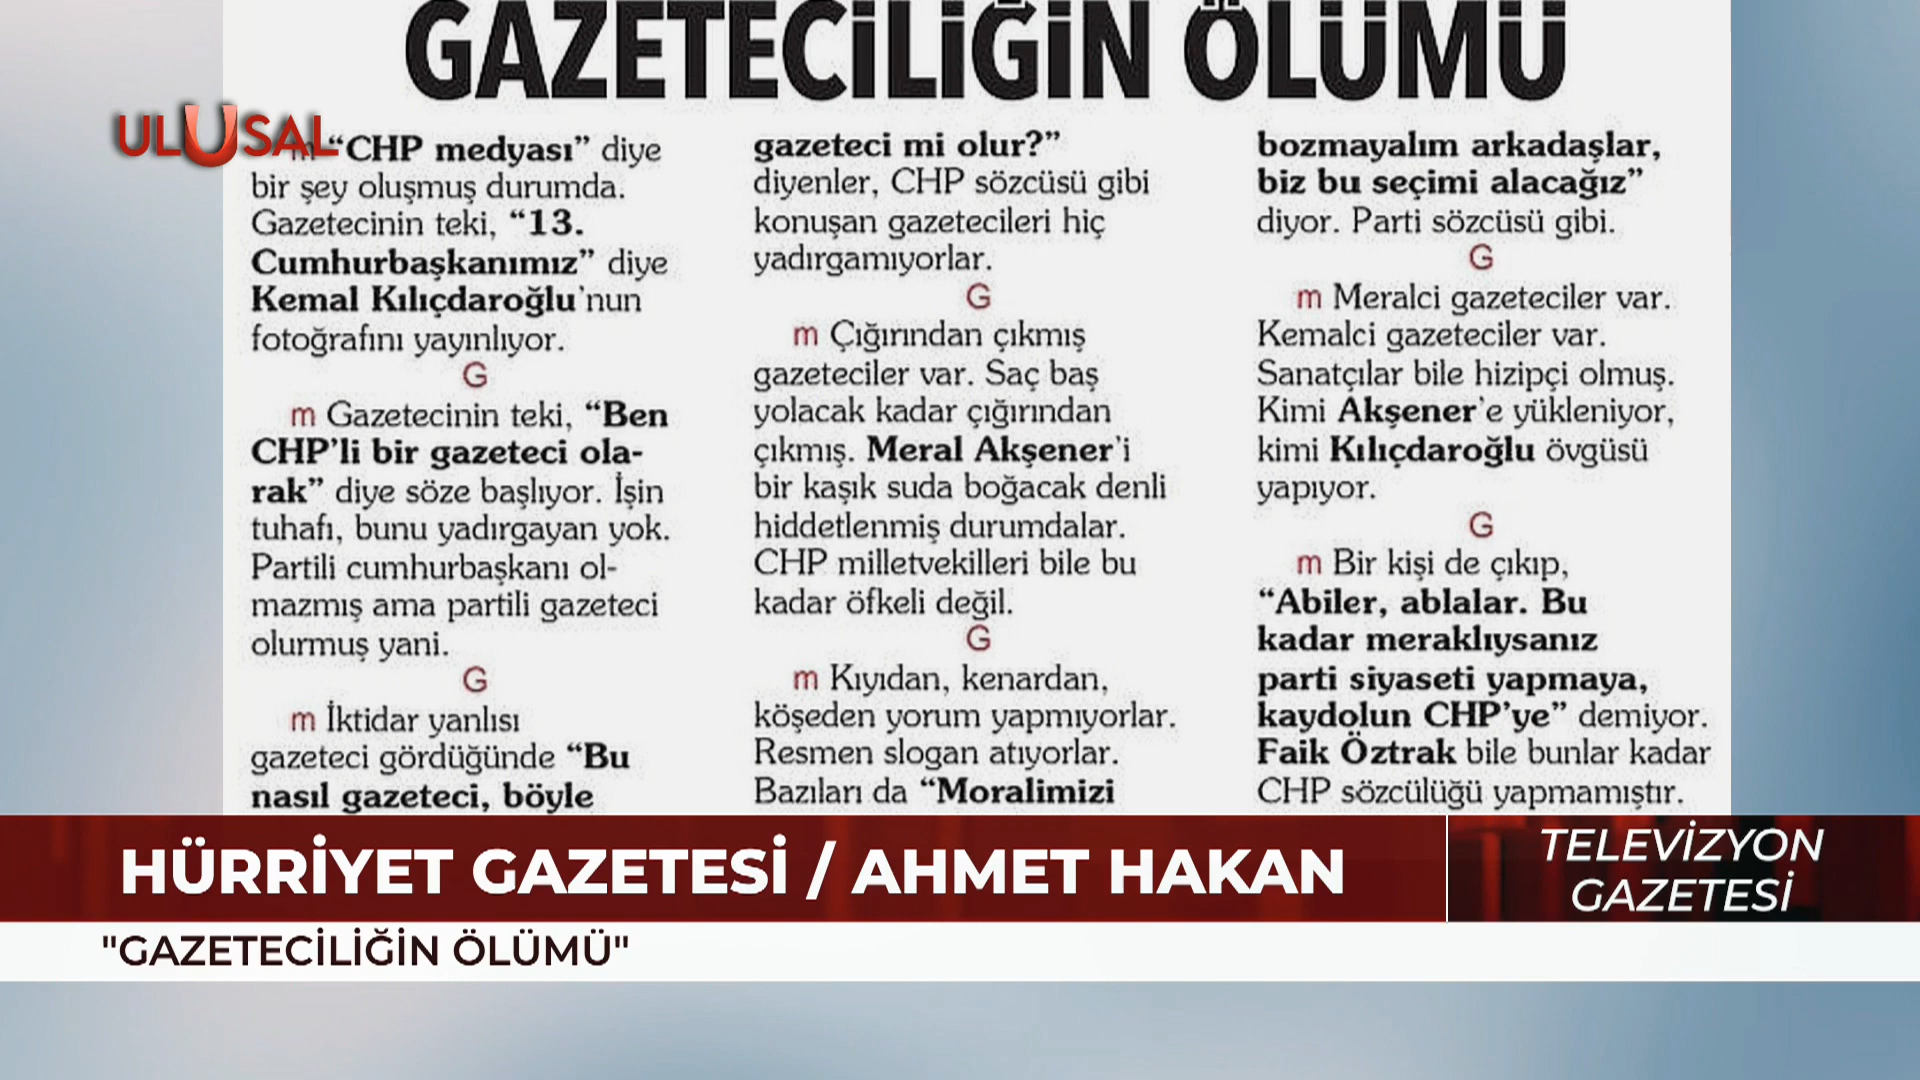 GAZETECİLİĞİN ÖLÜMÜ
ULUSAL
m “CHP medyası” diye
bir şey oluşmuş durumda.
Gazetecinin teki, “13.
Cumhurbaşkanımız” diye
Kemal Kılıçdaroğlu’nun
fotoğrafını yayınlıyor.
G
m Gazetecinin teki, “Ben
CHP’li bir gazeteci ola-
rak” diye söze başlıyor. İşin
tuhafı, bunu yadırgayan yok.
Partili cumhurbaşkanı ol-
mazmış ama partili gazeteci
olurmuş yani.
G
m İktidar yanlısı
gazeteci gördüğünde “Bu
nasıl gazeteci, böyle
gazeteci mi olur?”
diyenler, CHP sözcüsü gibi
konuşan gazetecileri hiç
yadırgamıyorlar.
G
m Çığırından çıkmış
gazeteciler var. Saç baş
yolacak kadar çığırından
çıkmış. Meral Akşener’i
bir kaşık suda boğacak denli
hiddetlenmiş durumdalar.
CHP milletvekilleri bile bu
kadar öfkeli değil.
G
m Kıyıdan, kenardan,
köşeden yorum yapmıyorlar.
Resmen slogan atıyorlar.
Bazıları da “Moralimizi
bozmayalım arkadaşlar,
biz bu seçimi alacağız”
diyor. Parti sözcüsü gibi.
G
m Meralci gazeteciler var.
Kemalci gazeteciler var.
Sanatçılar bile hizipçi olmuş.
Kimi Akşener’e yükleniyor,
kimi Kılıçdaroğlu övgüsü
yapıyor.
G
m Bir kişi de çıkıp,
“Abiler, ablalar. Bu
kadar meraklıysanız
parti siyaseti yapmaya,
kaydolun CHP’ye” demiyor.
Faik Öztrak bile bunlar kadar
CHP sözcülüğü yapmamıştır.
HÜRRİYET GAZETESİ / AHMET HAKAN
TELEVİZYON
GAZETESİ
"GAZETECİLİĞİN ÖLÜMÜ"